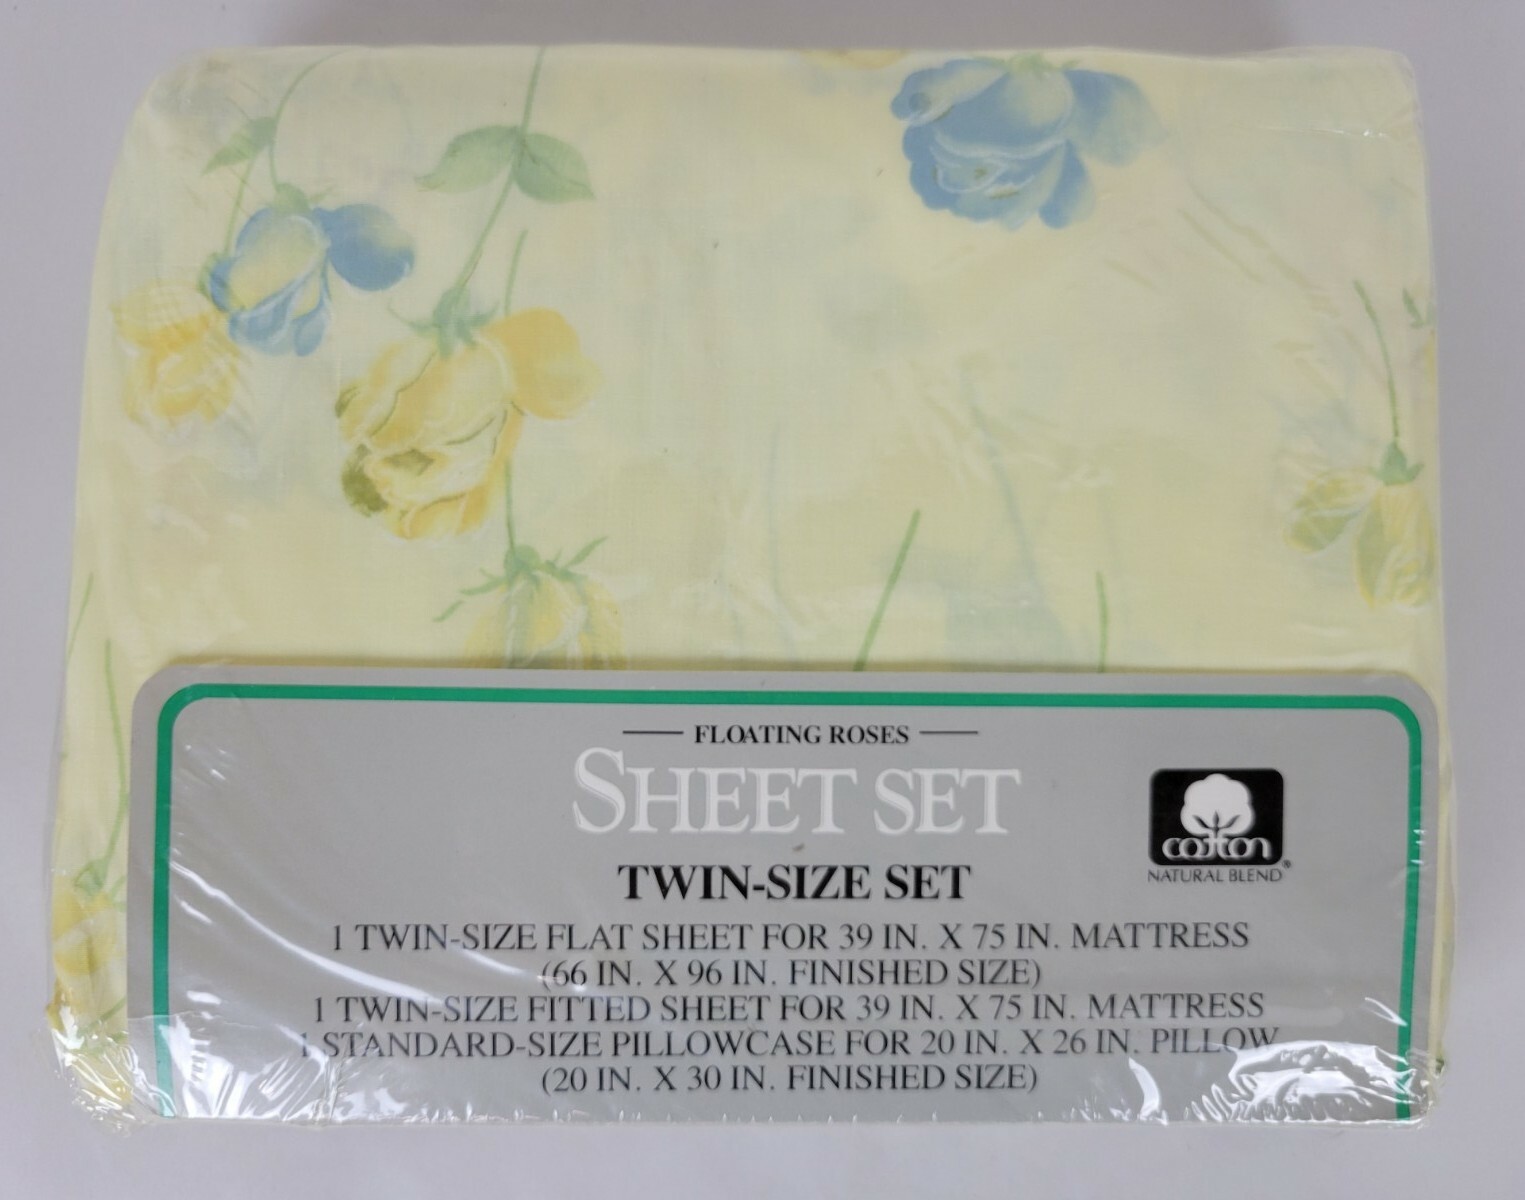 FLOATING ROSES
SHEET SET
cotton
NATURAL BLEND®
TWIN-SIZE SET
1 TWIN-SIZE FLAT SHEET FOR 39 IN. X 75 IN. MATTRESS
(66 IN. X 96 IN. FINISHED SIZE)
1 TWIN-SIZE FITTED SHEET FOR 39 IN. X 75 IN. MATTRESS
1 STANDARD-SIZE PILLOWCASE FOR 20 IN. X 26 IN. PILLOW
(20 IN. X 30 IN. FINISHED SIZE)